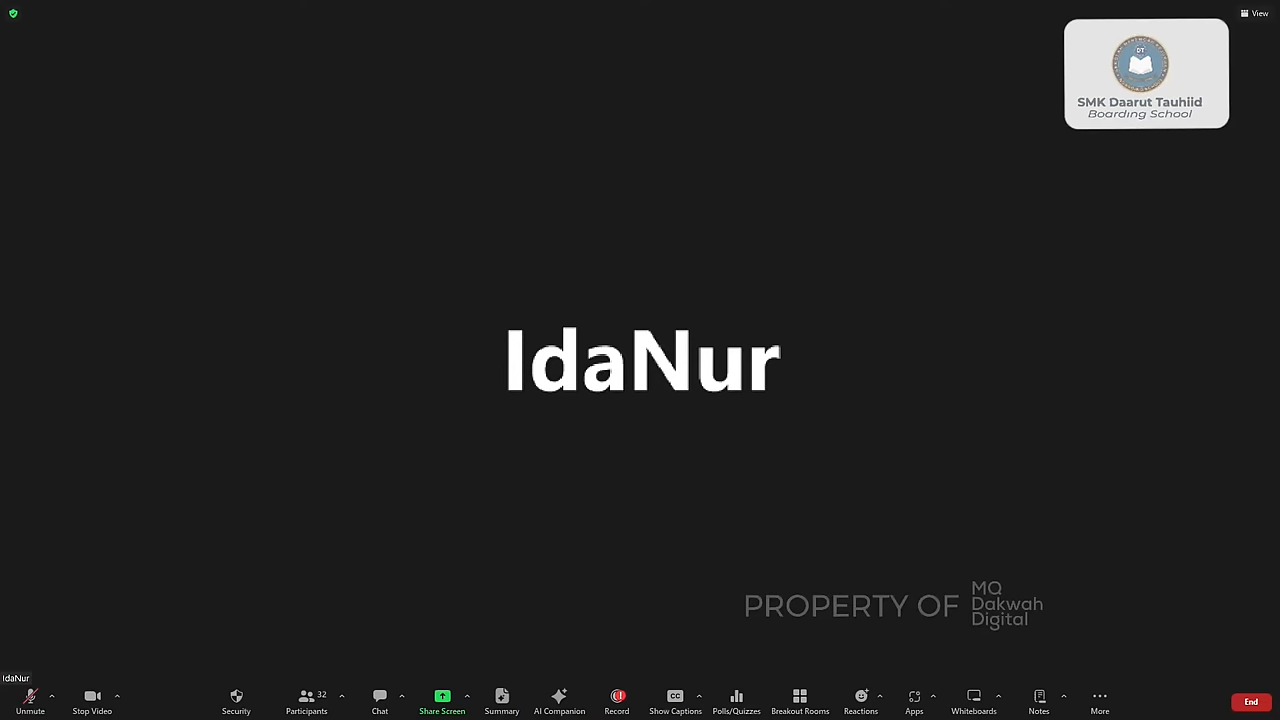 View
DT
SMK Daarut Tauhiid
Boarding School
IdaNur
PROPERTY OF
MQ
Dakwah
Digital
IdaNur
Unmute
Stop Video
Security
Participants 32
Chat
Share Screen
Summary
AI Companion
Record
CC
Show Captions
Polls/Quizzes
Breakout Rooms
Reactions
Apps
Whiteboards
Notes
More
End